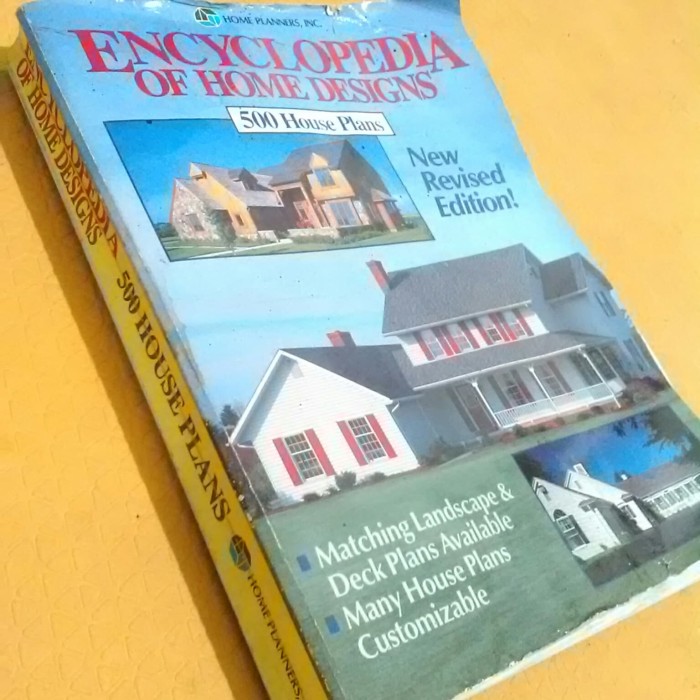 HOME PLANNERS, INC.
ENCYCLOPEDIA
OF HOME DESIGNS
500 House Plans
New
Revised
Edition!
Matching Landscape &
Deck Plans Available
Many House Plans
Customizable
ENCYCLOPEDIA
OF HOME DESIGNS
500 HOUSE PLANS
HOME PLANNERS,